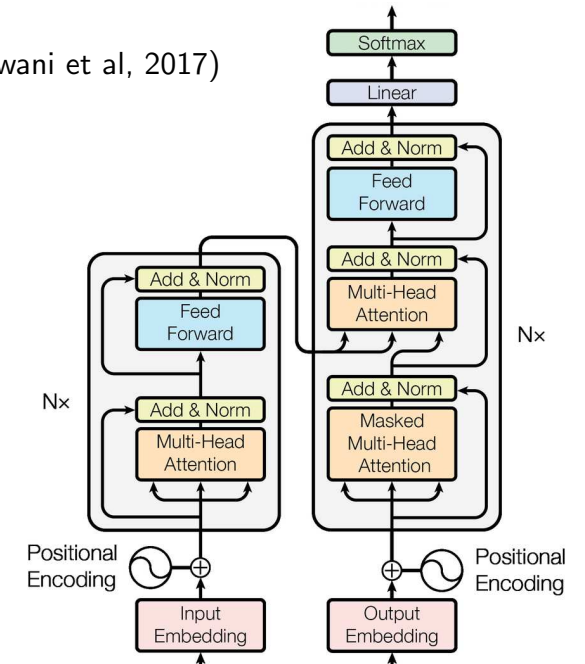 wani et al, 2017)
Softmax
Linear
Add & Norm
Feed
Forward
Add & Norm
Multi-Head
Attention
Nx
Add & Norm
Masked
Multi-Head
Attention
Positional
Encoding
Output
Embedding
Add & Norm
Feed
Forward
Nx
Add & Norm
Multi-Head
Attention
Positional
Encoding
Input
Embedding